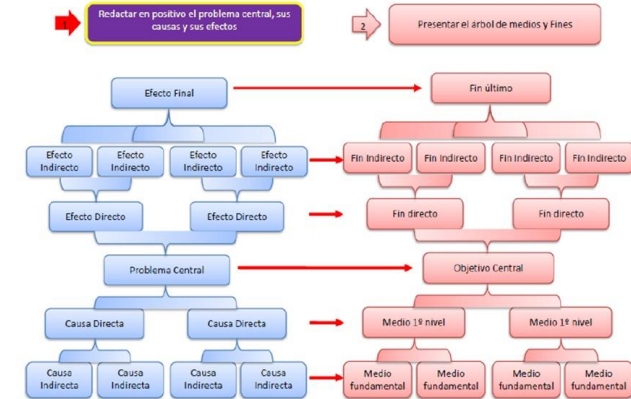 1
Redactar en positivo el problema central, sus
causas y sus efectos
2
Presentar el árbol de medios y Fines
Efecto Final
Fin último
Efecto
Indirecto
Efecto
Indirecto
Efecto
Indirecto
Efecto
Indirecto
Fin Indirecto
Fin Indirecto
Fin Indirecto
Fin Indirecto
Efecto Directo
Efecto Directo
Fin directo
Fin directo
Problema Central
Objetivo Central
Causa Directa
Causa Directa
Medio 1º nivel
Medio 1º nivel
Causa
Indirecta
Causa
Indirecta
Causa
Indirecta
Causa
Indirecta
Medio
fundamental
Medio
fundamental
Medio
fundamental
Medio
fundamental